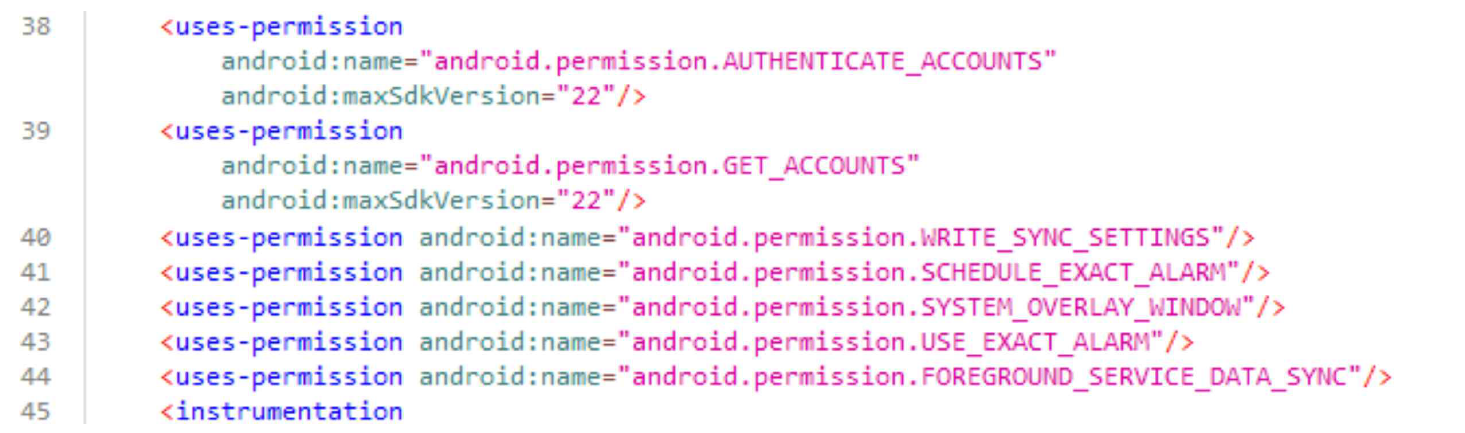 38 <uses-permission
android:name="android.permission.AUTHENTICATE_ACCOUNTS"
android:maxSdkVersion="22"/>
39 <uses-permission
android:name="android.permission.GET_ACCOUNTS"
android:maxSdkVersion="22"/>
40 <uses-permission android:name="android.permission.WRITE_SYNC_SETTINGS"/>
41 <uses-permission android:name="android.permission.SCHEDULE_EXACT_ALARM"/>
42 <uses-permission android:name="android.permission.SYSTEM_OVERLAY_WINDOW"/>
43 <uses-permission android:name="android.permission.USE_EXACT_ALARM"/>
44 <uses-permission android:name="android.permission.FOREGROUND_SERVICE_DATA_SYNC"/>
45 <instrumentation